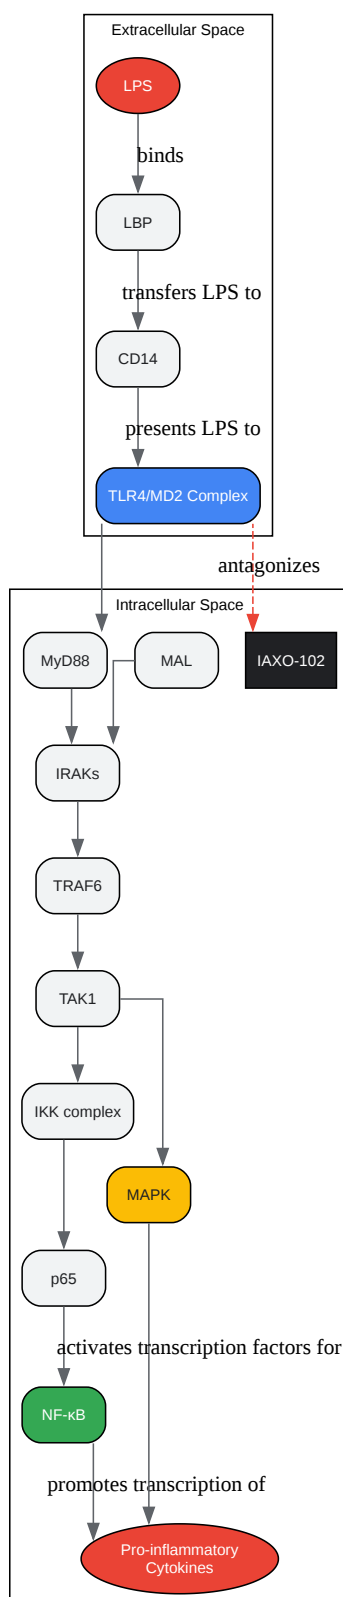 Extracellular Space
LPS
binds
LBP
transfers LPS to
CD14
presents LPS to
TLR4/MD2 Complex
antagonizes
Intracellular Space
MyD88
MAL
IAXO-102
IRAKs
TRAF6
TAK1
IKK complex
MAPK
p65
activates transcription factors for
NF-κB
promotes transcription of
Pro-inflammatory
Cytokines